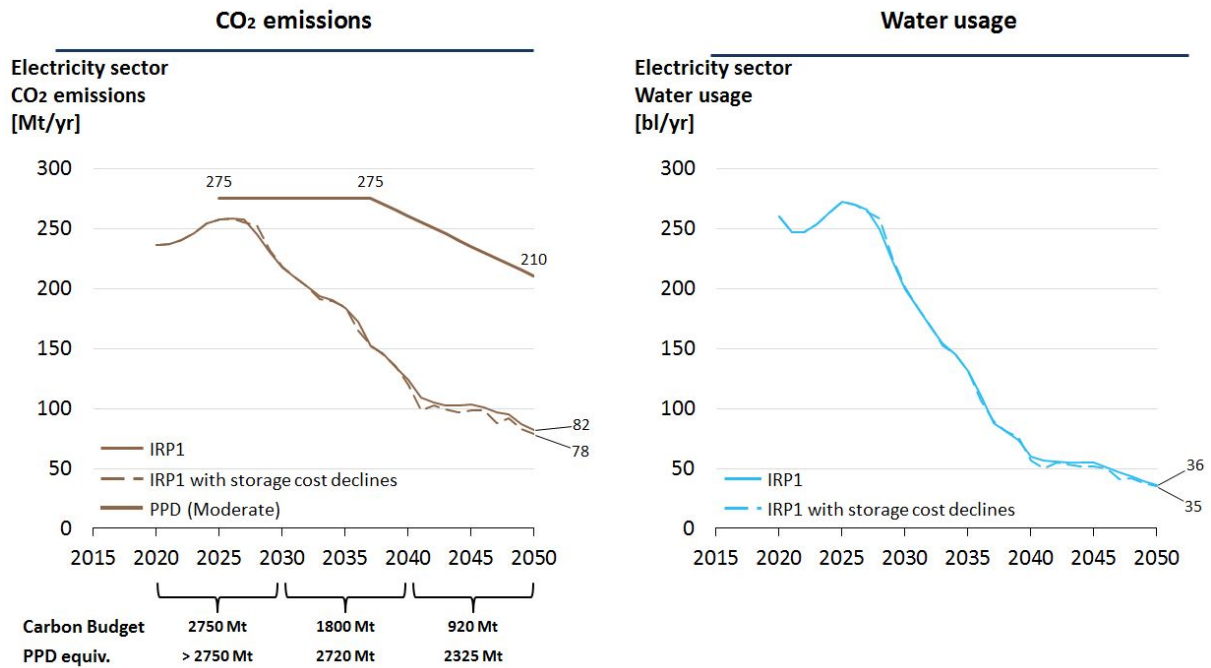 CO₂ emissions
Electricity sector
CO₂ emissions
[Mt/yr]
300
250
200
150
100
50
0
275
275
210
82
78
IRP1
IRP1 with storage cost declines
PPD (Moderate)
2015 2020 2025 2030 2035 2040 2045 2050
Carbon Budget 2750 Mt 1800 Mt 920 Mt
PPD equiv. > 2750 Mt 2720 Mt 2325 Mt
Water usage
Electricity sector
Water usage
[bl/yr]
300
250
200
150
100
50
0
36
35
IRP1
IRP1 with storage cost declines
2015 2020 2025 2030 2035 2040 2045 2050